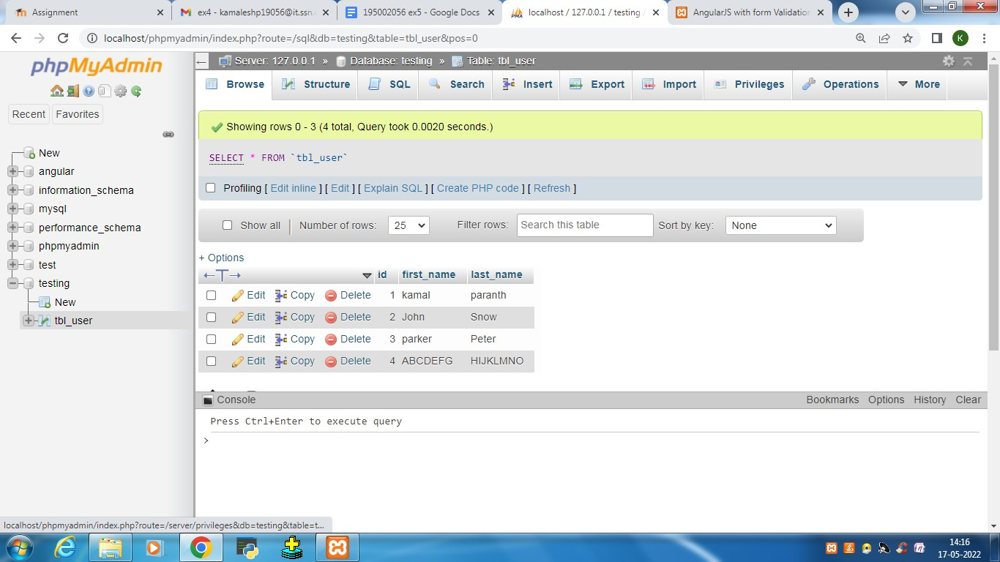 Assignment
ex4 - kamaleshp19056@it.ssn.
195002056 ex5 - Google Docs
localhost / 127.0.0.1 / testing /
AngularJS with form Validation
localhost/phpmyadmin/index.php?route=/sql&db=testing&table=tbl_user&pos=0
K
phpMyAdmin
Recent Favorites
New
angular
information_schema
mysql
performance_schema
phpmyadmin
test
testing
New
tbl_user
Server: 127.0.0.1 » Database: testing » Table: tbl_user
Browse Structure SQL Search Insert Export Import Privileges Operations More
Showing rows 0 - 3 (4 total, Query took 0.0020 seconds.)
SELECT * FROM `tbl_user`
Profiling [ Edit inline ] [ Edit ] [ Explain SQL ] [ Create PHP code ] [ Refresh ]
Show all Number of rows: 25 Filter rows: Search this table Sort by key: None
+ Options
←T→ id first_name last_name
Edit Copy Delete 1 kamal paranth
Edit Copy Delete 2 John Snow
Edit Copy Delete 3 parker Peter
Edit Copy Delete 4 ABCDEFG HIJKLMNO
Console Bookmarks Options History Clear
Press Ctrl+Enter to execute query
>
localhost/phpmyadmin/index.php?route=/server/privileges&db=testing&table=t...
14:16
17-05-2022